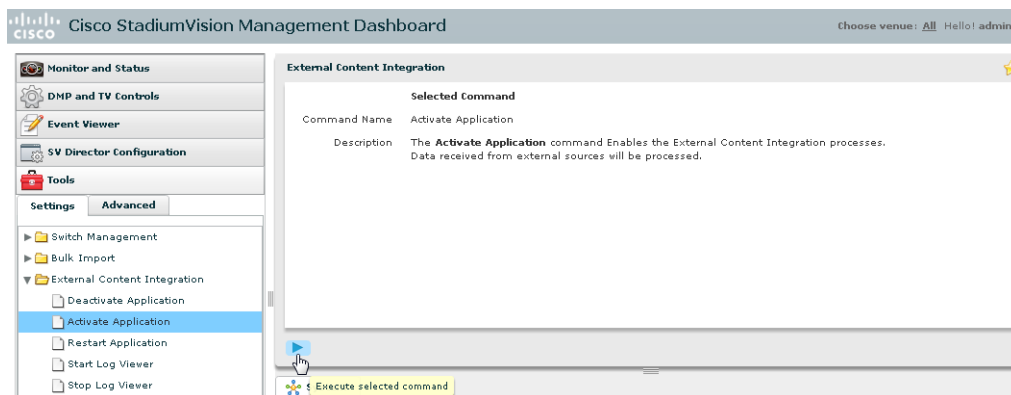 CISCO Cisco StadiumVision Management Dashboard
Choose venue: All Hello! admin
Monitor and Status
DMP and TV Controls
Event Viewer
SV Director Configuration
Tools
Settings Advanced
Switch Management
Bulk Import
External Content Integration
Deactivate Application
Activate Application
Restart Application
Start Log Viewer
Stop Log Viewer
External Content Integration
Selected Command
Command Name Activate Application
Description The Activate Application command Enables the External Content Integration processes.
Data received from external sources will be processed.
Execute selected command